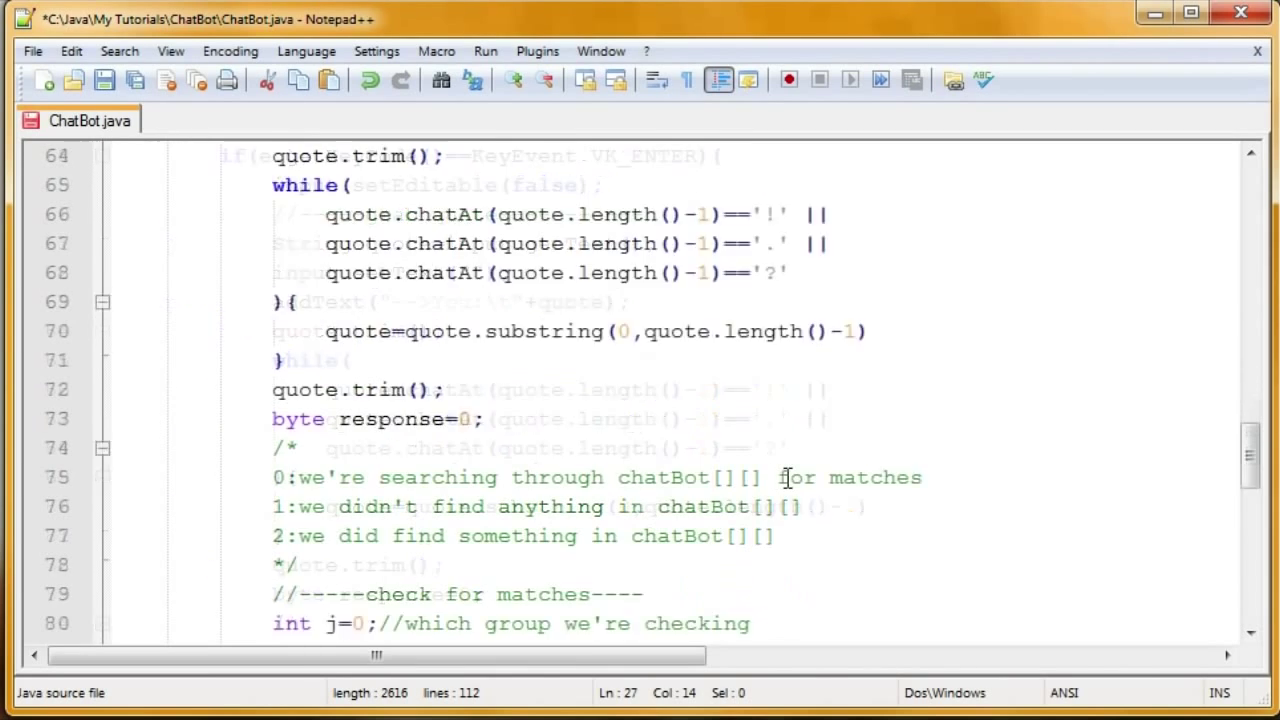 *C:\Java\My Tutorials\ChatBot\ChatBot.java - Notepad++
File Edit Search View Encoding Language Settings Macro Run Plugins Window ? X
ChatBot.java
64 quote.trim();
65 while(
66 quote.chatAt(quote.length()-1)=='!' ||
67 quote.chatAt(quote.length()-1)=='.' ||
68 quote.chatAt(quote.length()-1)=='?'
69 ){
70 quote=quote.substring(0,quote.length()-1)
71 }
72 quote.trim();
73 byte response=0;
74 /*
75 0:we're searching through chatBot[][] for matches
76 1:we didn't find anything in chatBot[][]
77 2:we did find something in chatBot[][]
78 */
79 //-----check for matches----
80 int j=0;//which group we're checking
Java source file length : 2616 lines : 112 Ln : 27 Col : 14 Sel : 0 Dos\Windows ANSI INS